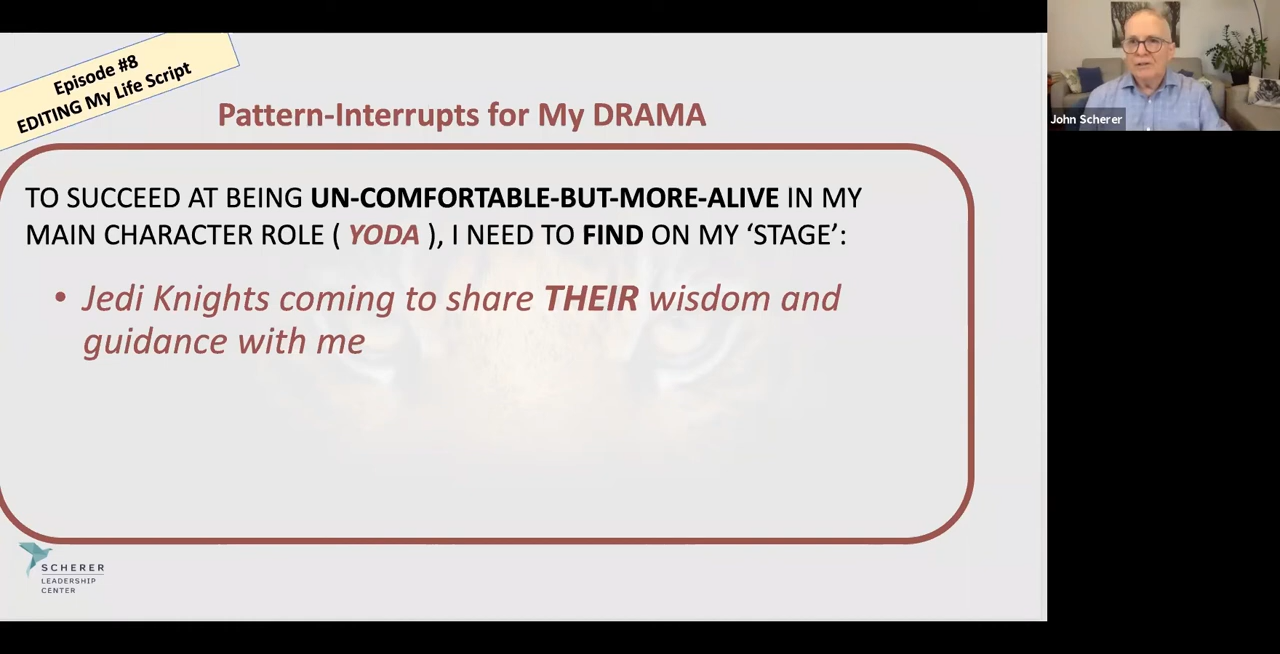 Episode #8
EDITING My Life Script
Pattern-Interrupts for My DRAMA
TO SUCCEED AT BEING UN-COMFORTABLE-BUT-MORE-ALIVE IN MY
MAIN CHARACTER ROLE ( YODA ), I NEED TO FIND ON MY ‘STAGE’:
• Jedi Knights coming to share THEIR wisdom and
guidance with me
SCHERER
LEADERSHIP
CENTER
John Scherer